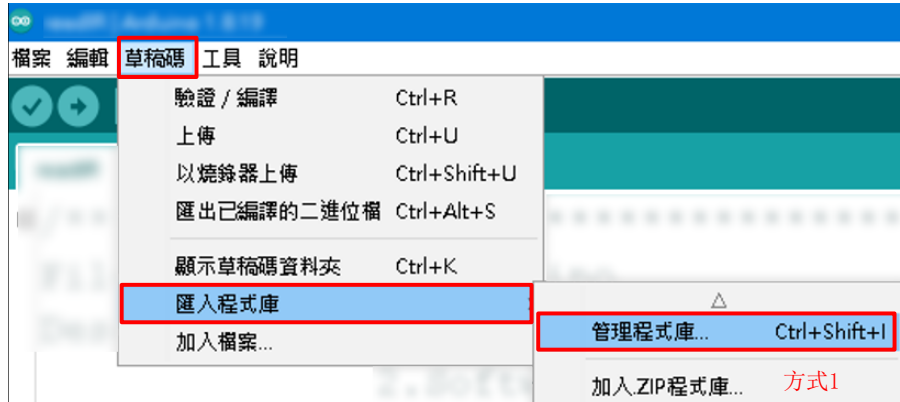 檔案 編輯 草稿碼 工具 說明
驗證 / 編譯 Ctrl+R
上傳 Ctrl+U
以燒錄器上傳 Ctrl+Shift+U
匯出已編譯的二進位檔 Ctrl+Alt+S
顯示草稿碼資料夾 Ctrl+K
匯入程式庫
△
管理程式庫... Ctrl+Shift+I
加入檔案...
加入.ZIP程式庫... 方式1